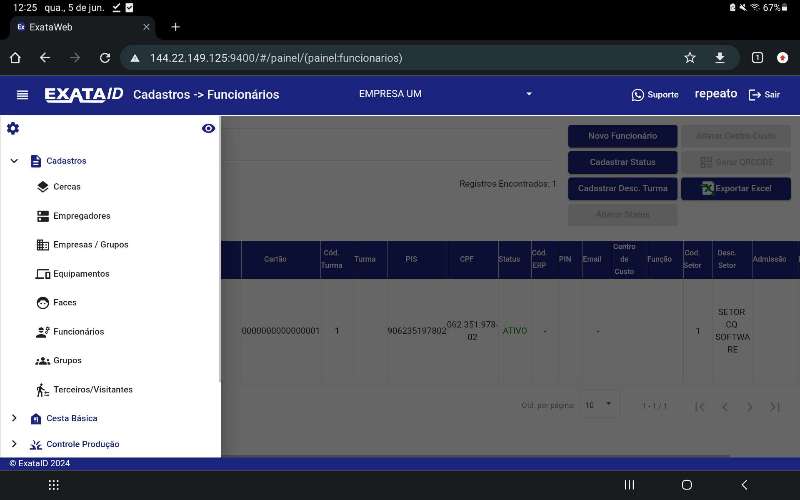 12:25 qua., 5 de jun.
67%
Ex ExataWeb
144.22.149.125:9400/#/painel/(painel:funcionarios)
1
EXATA ID
Cadastros -> Funcionários
EMPRESA UM
Suporte
repeato
Sair
Cadastros
Cercas
Empregadores
Empresas / Grupos
Equipamentos
Faces
Funcionários
Grupos
Terceiros/Visitantes
Cesta Básica
Controle Produção
Novo Funcionário
Alterar Centro Custo
Cadastrar Status
Gerar QRCODE
Registros Encontrados: 1
Cadastrar Desc. Turma
Exportar Excel
Alterar Status
Cartão
Cód. Turma
Turma
PIS
CPF
Status
Cód. ERP
PIN
Email
Centro de Custo
Função
Cod. Setor
Desc. Setor
Admissão
0000000000000001
1
906235197802
062.351.978-02
ATIVO
-
-
1
SETOR CQ SOFTWARE
Qtd. por página:
10
1 - 1 / 1
© ExataID 2024